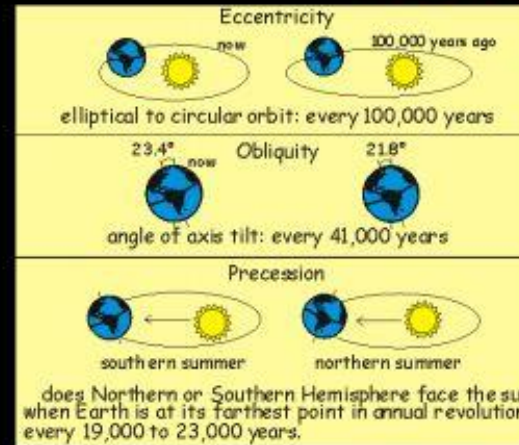 Eccentricity
now
100,000 years ago
elliptical to circular orbit: every 100,000 years
23.4° Obliquity 21.8°
now
angle of axis tilt: every 41,000 years
Precession
southern summer northern summer
does Northern or Southern Hemisphere face the su
when Earth is at its farthest point in annual revolution
every 19,000 to 23,000 years.